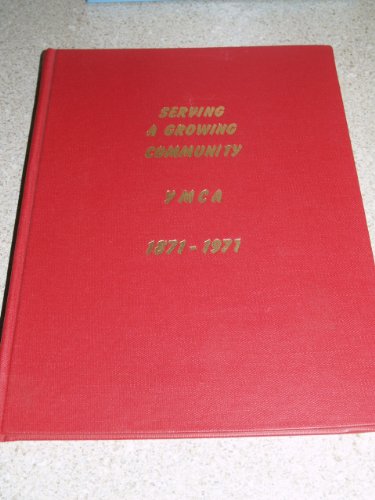 SERVING
A GROWING
COMMUNITY
YMCA
1871-1971